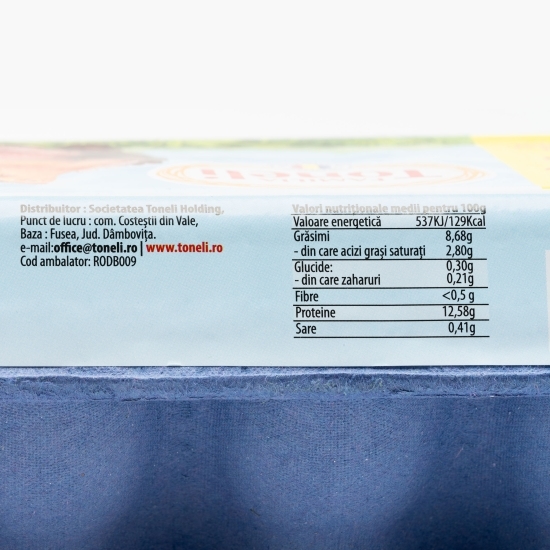 Toneli
Distribuitor : Societatea Toneli Holding,
Punct de lucru : com. Costeștii din Vale,
Baza : Fusea, Jud. Dâmbovița.
e-mail:office@toneli.ro | www.toneli.ro
Cod ambalator: RODB009
Valori nutriționale medii pentru 100g
Valoare energetică 537KJ/129Kcal
Grăsimi 8,68g
- din care acizi grași saturați 2,80g
Glucide: 0,30g
- din care zaharuri 0,21g
Fibre <0,5 g
Proteine 12,58g
Sare 0,41g